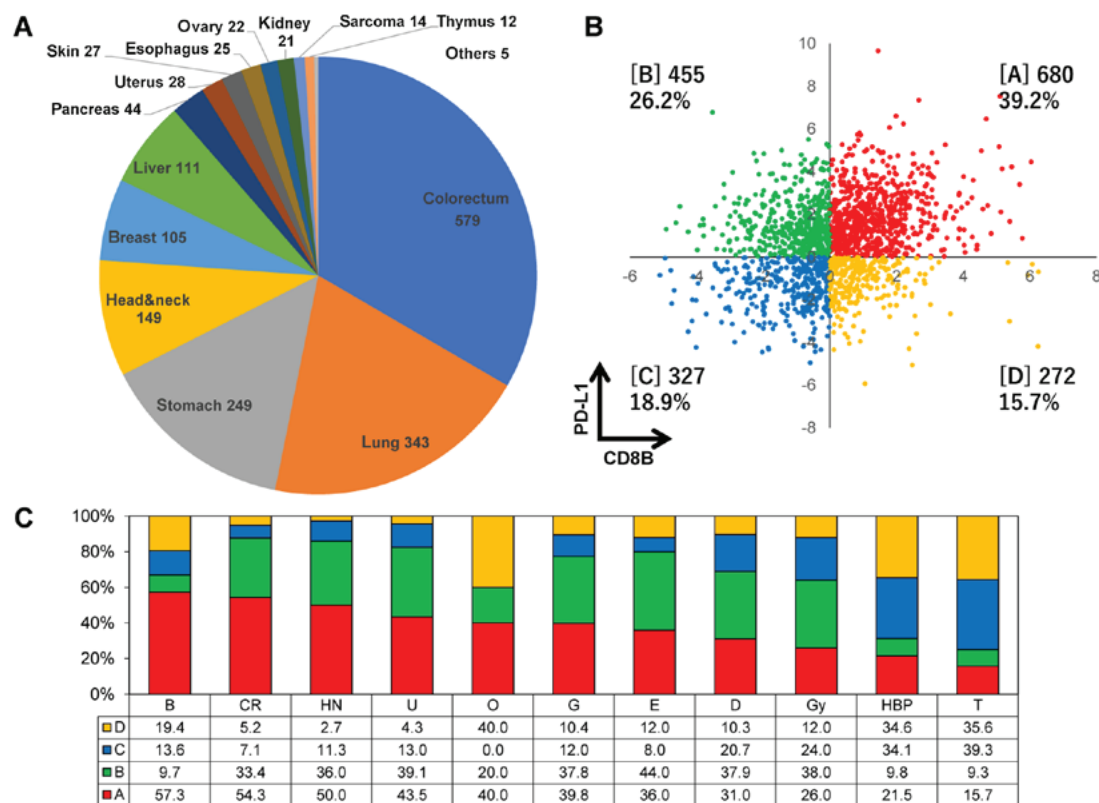 A
Skin 27
Esophagus 25
Ovary 22
Kidney
21
Sarcoma 14
Thymus 12
Others 5
Uterus 28
Pancreas 44
Liver 111
Breast 105
Head&neck
149
Stomach 249
Lung 343
Colorectum
579
B
[B] 455
26.2%
[A] 680
39.2%
[C] 327
18.9%
[D] 272
15.7%
10
8
6
4
-6
-4
-2
0
2
4
6
8
-2
-4
-6
-8
PD-L1
CD8B
C
100%
80%
60%
40%
20%
0%
B CR HN U O G E D Gy HBP T
D 19.4 5.2 2.7 4.3 40.0 10.4 12.0 10.3 12.0 34.6 35.6
C 13.6 7.1 11.3 13.0 0.0 12.0 8.0 20.7 24.0 34.1 39.3
B 9.7 33.4 36.0 39.1 20.0 37.8 44.0 37.9 38.0 9.8 9.3
A 57.3 54.3 50.0 43.5 40.0 39.8 36.0 31.0 26.0 21.5 15.7